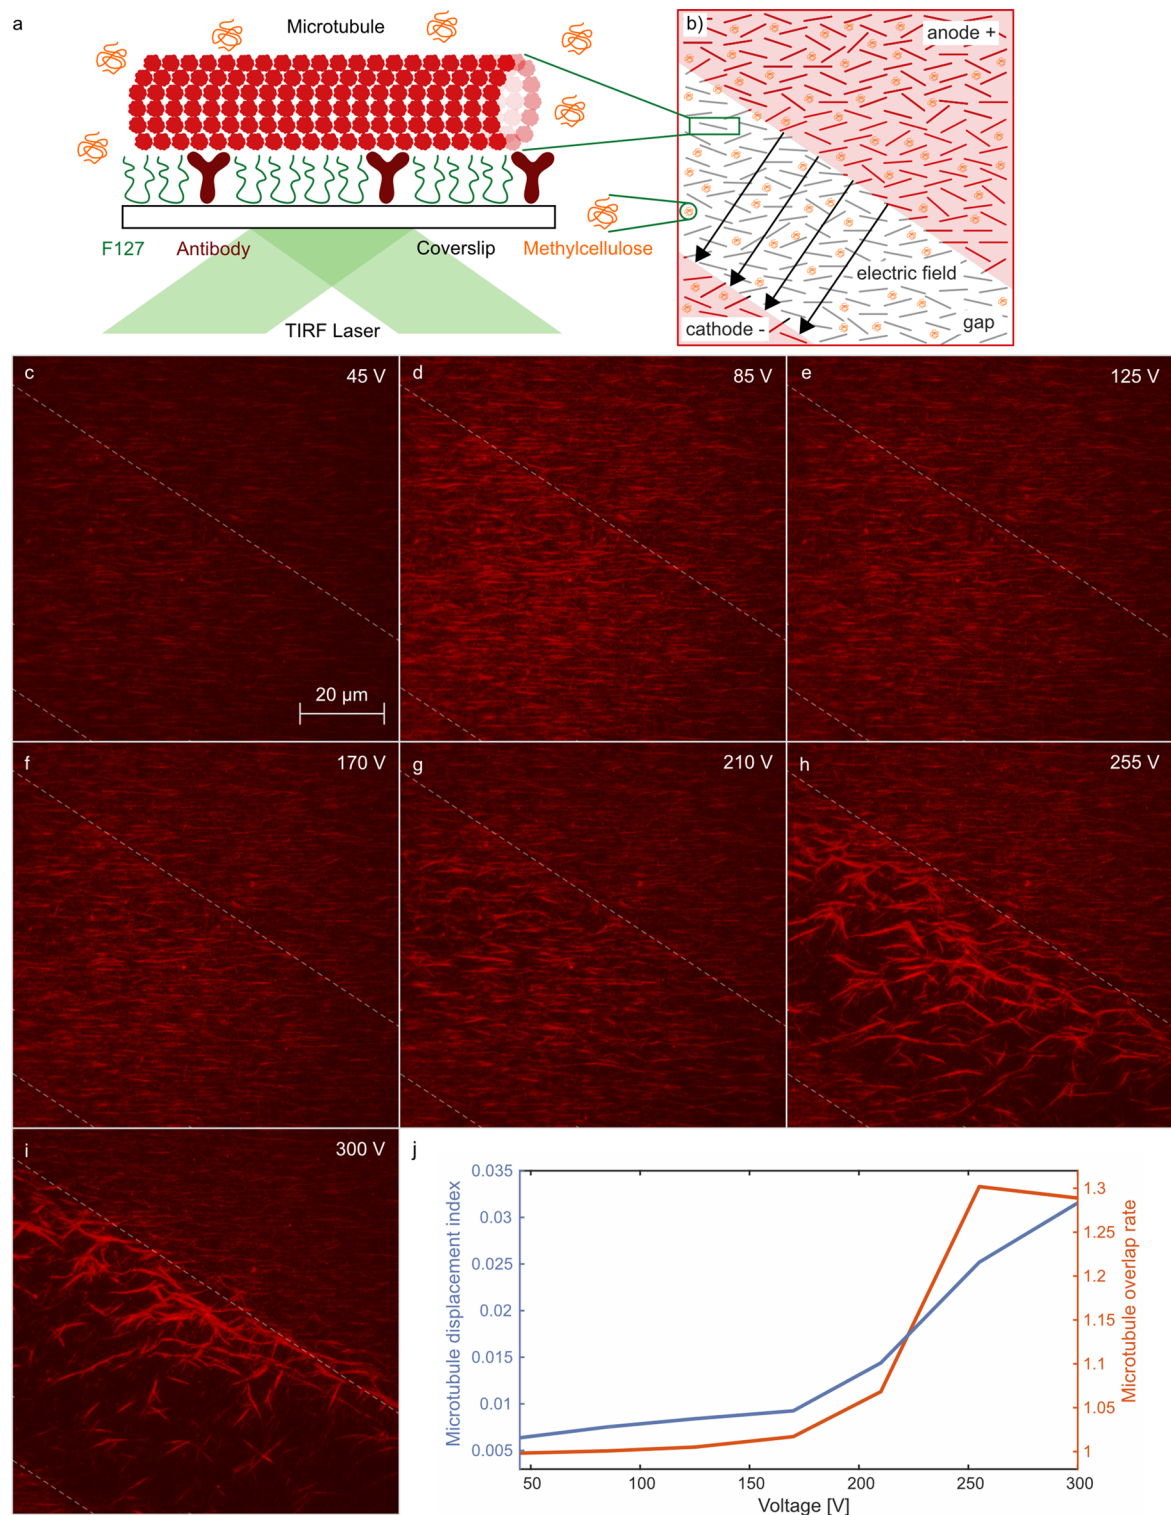 a
Microtubule
F127
Antibody
Coverslip
Methylcellulose
TIRF Laser
b)
anode +
electric field
cathode -
gap
c
45 V
20 µm
d
85 V
e
125 V
f
170 V
g
210 V
h
255 V
i
300 V
j
Microtubule displacement index
0.035
0.03
0.025
0.02
0.015
0.01
0.005
50
100
150
200
250
300
Voltage [V]
1.3
1.25
1.2
1.15
1.1
1.05
1
Microtubule overlap rate